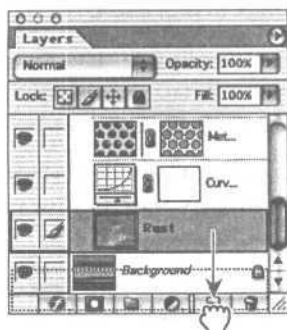 Layers
Normal Opacity: 100%
Lock: Fill: 100%
Met...
Curv...
Rust
Background